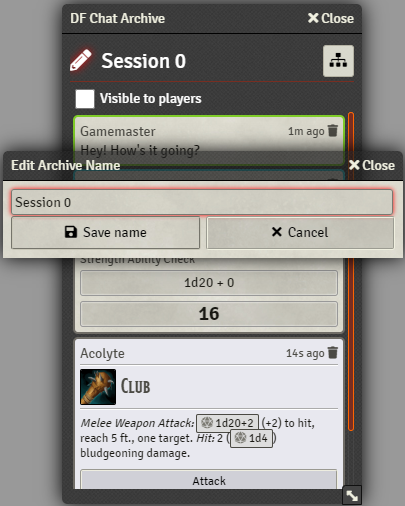 DF Chat Archive
Close
Session 0
Visible to players
Gamemaster
1m ago
Hey! How's it going?
Edit Archive Name
Close
Session 0
Save name
Cancel
Strength Ability Check
1d20 + 0
16
Acolyte
14s ago
Club
Melee Weapon Attack: 1d20+2 (+2) to hit,
reach 5 ft., one target. Hit: 2 (1d4)
bludgeoning damage.
Attack